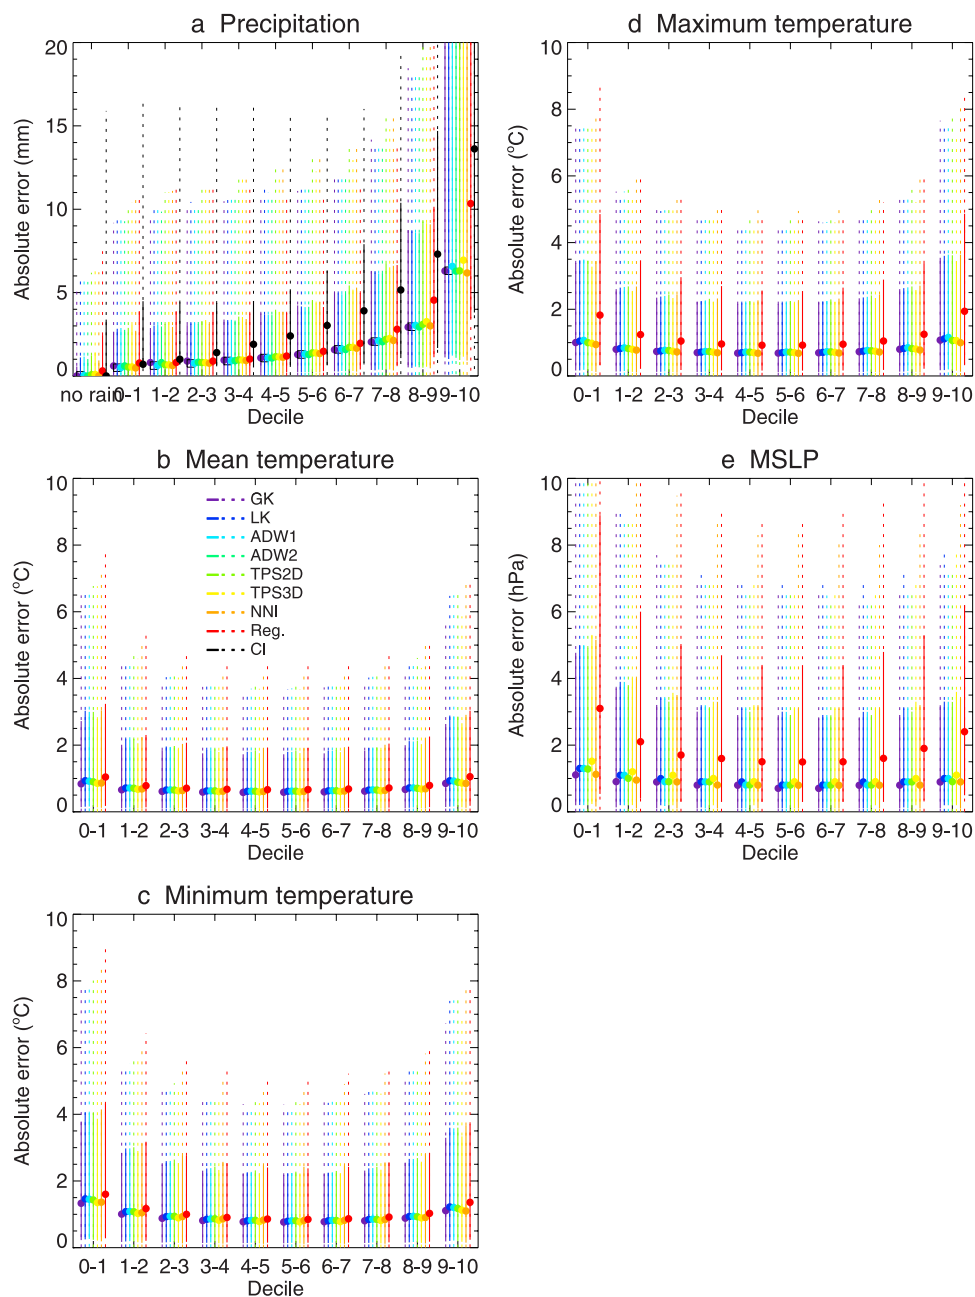 a Precipitation
20
15
10
5
0
Absolute error (mm)
no rain 0-1 1-2 2-3 3-4 4-5 5-6 6-7 7-8 8-9 9-10
Decile
d Maximum temperature
10
8
6
4
2
0
Absolute error (°C)
0-1 1-2 2-3 3-4 4-5 5-6 6-7 7-8 8-9 9-10
Decile
b Mean temperature
10
8
6
4
2
0
Absolute error (°C)
GK
LK
ADW1
ADW2
TPS2D
TPS3D
NNI
Reg.
CI
0-1 1-2 2-3 3-4 4-5 5-6 6-7 7-8 8-9 9-10
Decile
e MSLP
10
8
6
4
2
0
Absolute error (hPa)
0-1 1-2 2-3 3-4 4-5 5-6 6-7 7-8 8-9 9-10
Decile
c Minimum temperature
10
8
6
4
2
0
Absolute error (°C)
0-1 1-2 2-3 3-4 4-5 5-6 6-7 7-8 8-9 9-10
Decile